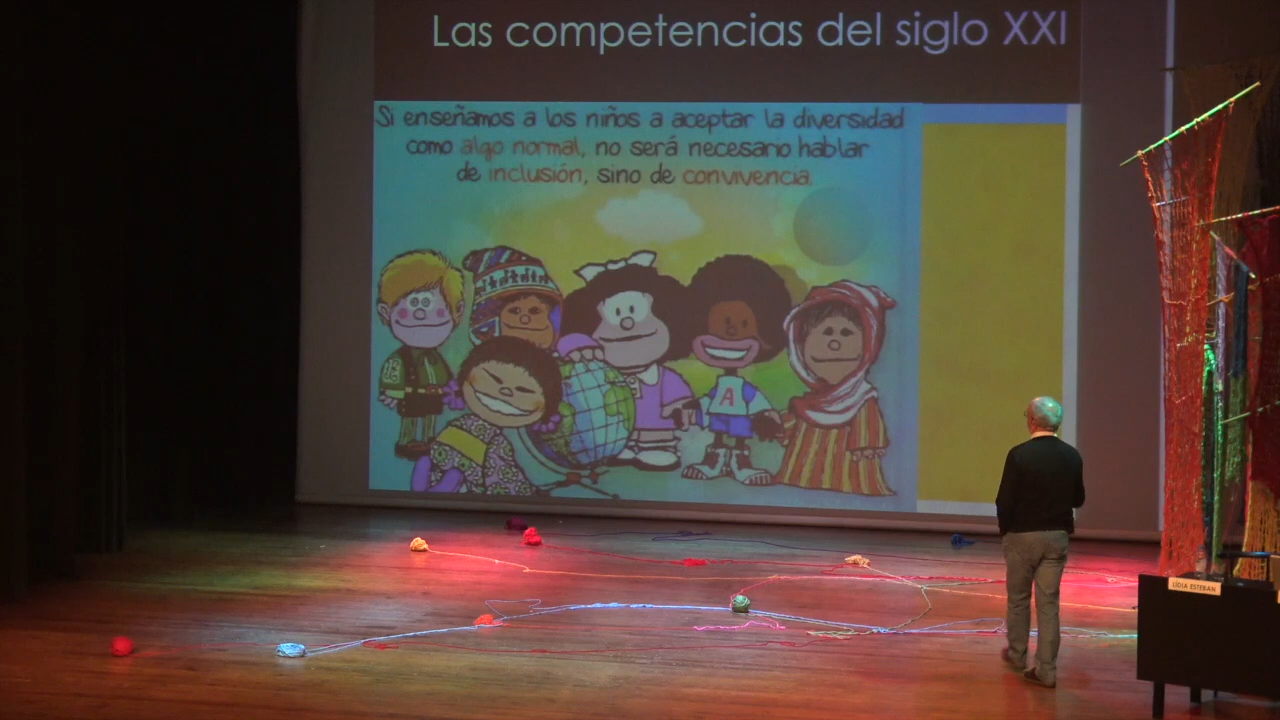 Las competencias del siglo XXI
Si enseñamos a los niños a aceptar la diversidad
como algo normal, no será necesario hablar
de inclusión, sino de convivencia.
A
LIDIA ESTEBAN